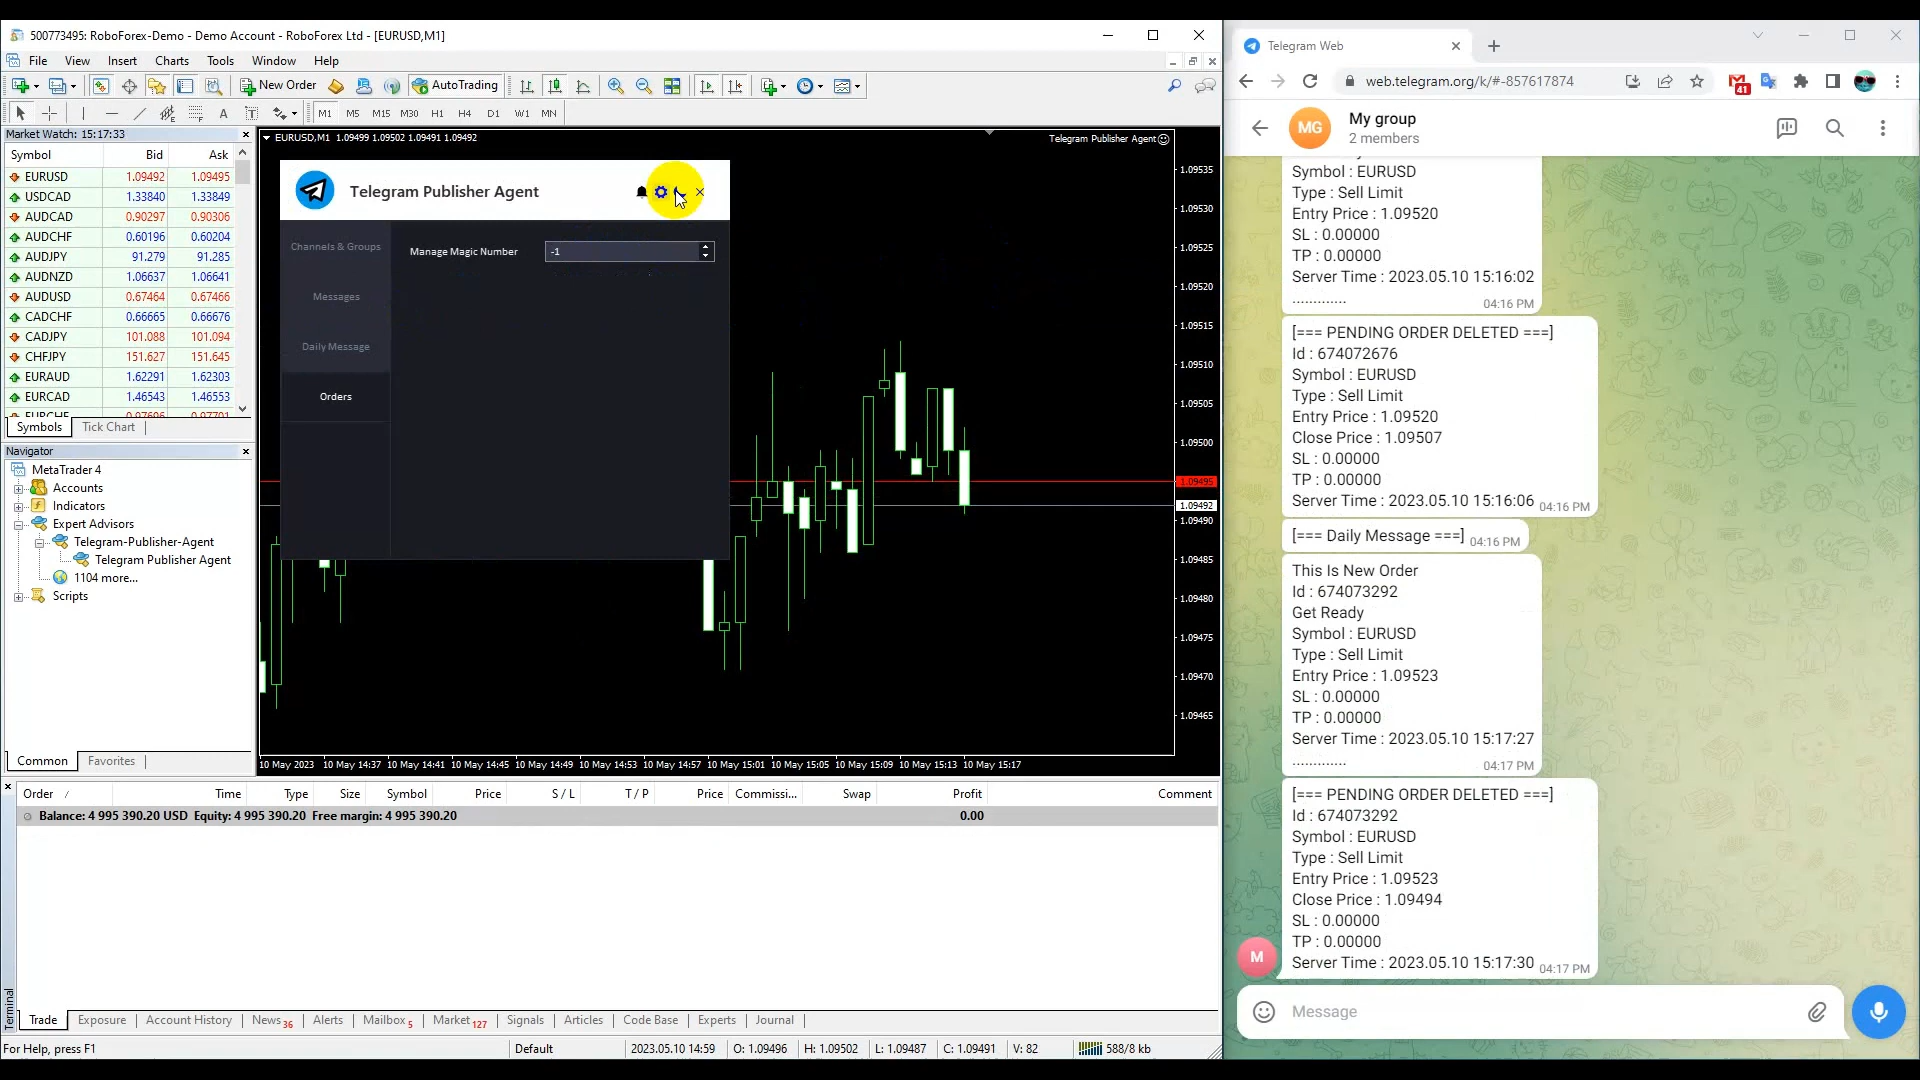 500773495: RoboForex-Demo - Demo Account - RoboForex Ltd - [EURUSD,M1]
File View Insert Charts Tools Window Help
New Order AutoTrading
M1 M5 M15 M30 H1 H4 D1 W1 MN
Market Watch: 15:17:33
Symbol Bid Ask
EURUSD 1.09492 1.09495
USDCAD 1.33840 1.33849
AUDCAD 0.90297 0.90306
AUDCHF 0.60196 0.60204
AUDJPY 91.279 91.285
AUDNZD 1.06637 1.06641
AUDUSD 0.67464 0.67466
CADCHF 0.66665 0.66676
CADJPY 101.088 101.094
CHFJPY 151.627 151.645
EURAUD 1.62291 1.62303
EURCAD 1.46543 1.46553
EURCHF 0.97696 0.97701
Symbols Tick Chart
Navigator
MetaTrader 4
Accounts
Indicators
Expert Advisors
Telegram-Publisher-Agent
Telegram Publisher Agent
1104 more...
Scripts
Common Favorites
EURUSD,M1 1.09499 1.09502 1.09491 1.09492
Telegram Publisher Agent
Telegram Publisher Agent
Channels & Groups
Messages
Daily Message
Orders
Manage Magic Number -1
1.09535
1.09530
1.09525
1.09520
1.09515
1.09510
1.09505
1.09500
1.09495
1.09492
1.09490
1.09485
1.09480
1.09475
1.09470
1.09465
10 May 2023 10 May 14:37 10 May 14:41 10 May 14:45 10 May 14:49 10 May 14:53 10 May 14:57 10 May 15:01 10 May 15:05 10 May 15:09 10 May 15:13 10 May 15:17
Order / Time Type Size Symbol Price S / L T / P Price Commissi... Swap Profit Comment
Balance: 4 995 390.20 USD Equity: 4 995 390.20 Free margin: 4 995 390.20 0.00
Terminal
Trade Exposure Account History News 36 Alerts Mailbox 5 Market 127 Signals Articles Code Base Experts Journal
For Help, press F1 Default 2023.05.10 14:59 O: 1.09496 H: 1.09502 L: 1.09487 C: 1.09491 V: 82 588/8 kb
Telegram Web
web.telegram.org/k/#-857617874
41
MG
My group
2 members
Symbol : EURUSD
Type : Sell Limit
Entry Price : 1.09520
SL : 0.00000
TP : 0.00000
Server Time : 2023.05.10 15:16:02
.............
04:16 PM
[=== PENDING ORDER DELETED ===]
Id : 674072676
Symbol : EURUSD
Type : Sell Limit
Entry Price : 1.09520
Close Price : 1.09507
SL : 0.00000
TP : 0.00000
Server Time : 2023.05.10 15:16:06 04:16 PM
[=== Daily Message ===] 04:16 PM
This Is New Order
Id : 674073292
Get Ready
Symbol : EURUSD
Type : Sell Limit
Entry Price : 1.09523
SL : 0.00000
TP : 0.00000
Server Time : 2023.05.10 15:17:27
.............
04:17 PM
[=== PENDING ORDER DELETED ===]
Id : 674073292
Symbol : EURUSD
Type : Sell Limit
Entry Price : 1.09523
Close Price : 1.09494
SL : 0.00000
TP : 0.00000
Server Time : 2023.05.10 15:17:30 04:17 PM
M
Message